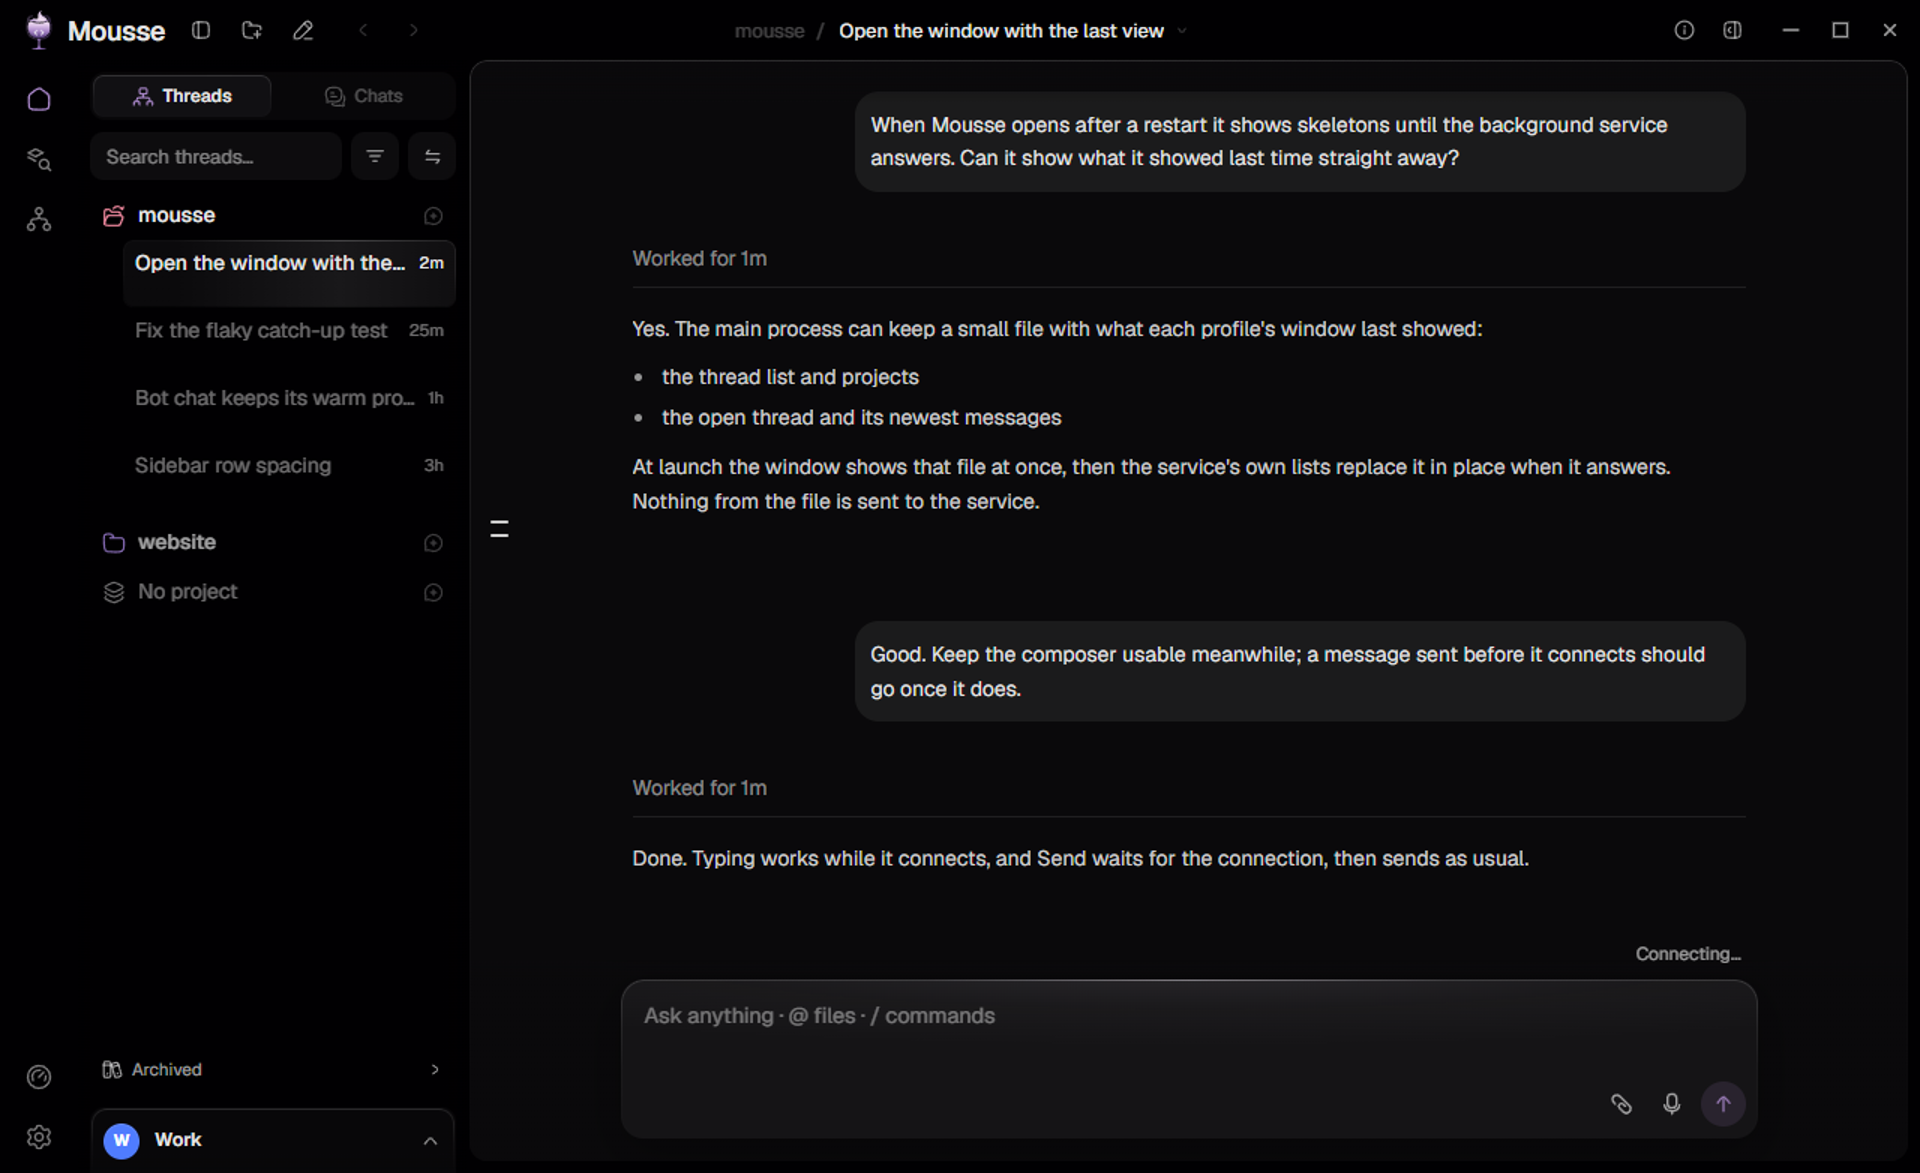 Mousse
mousse / Open the window with the last view
Threads
Chats
Search threads...
mousse
Open the window with the... 2m
Fix the flaky catch-up test 25m
Bot chat keeps its warm pro... 1h
Sidebar row spacing 3h
website
No project
Archived
W Work
When Mousse opens after a restart it shows skeletons until the background service
answers. Can it show what it showed last time straight away?
Worked for 1m
Yes. The main process can keep a small file with what each profile's window last showed:
• the thread list and projects
• the open thread and its newest messages
At launch the window shows that file at once, then the service's own lists replace it in place when it answers.
Nothing from the file is sent to the service.
Good. Keep the composer usable meanwhile; a message sent before it connects should
go once it does.
Worked for 1m
Done. Typing works while it connects, and Send waits for the connection, then sends as usual.
Connecting...
Ask anything · @ files · / commands